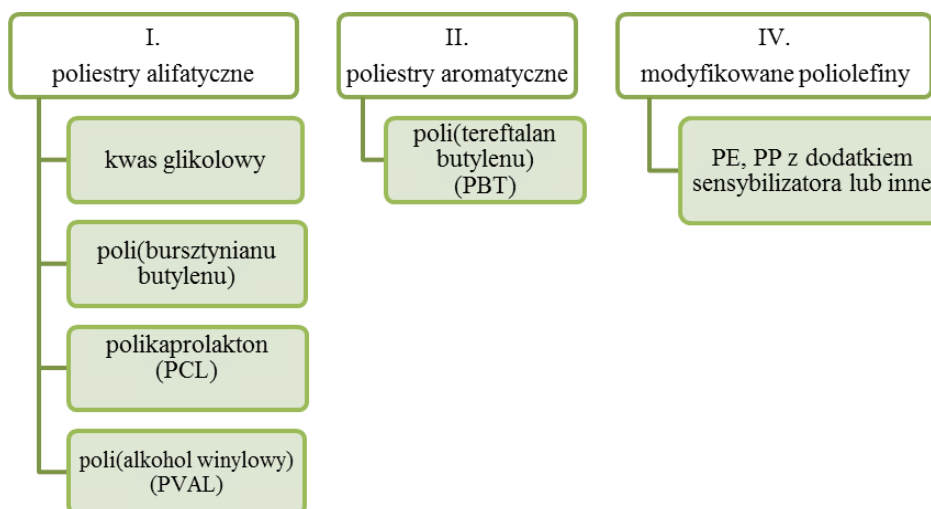 I.
poliestry alifatyczne
kwas glikolowy
poli(bursztynianu
butylenu)
polikaprolakton
(PCL)
poli(alkohol winylowy)
(PVAL)
II.
poliestry aromatyczne
poli(tereftalan
butylenu)
(PBT)
IV.
modyfikowane poliolefiny
PE, PP z dodatkiem
sensybilizatora lub inne